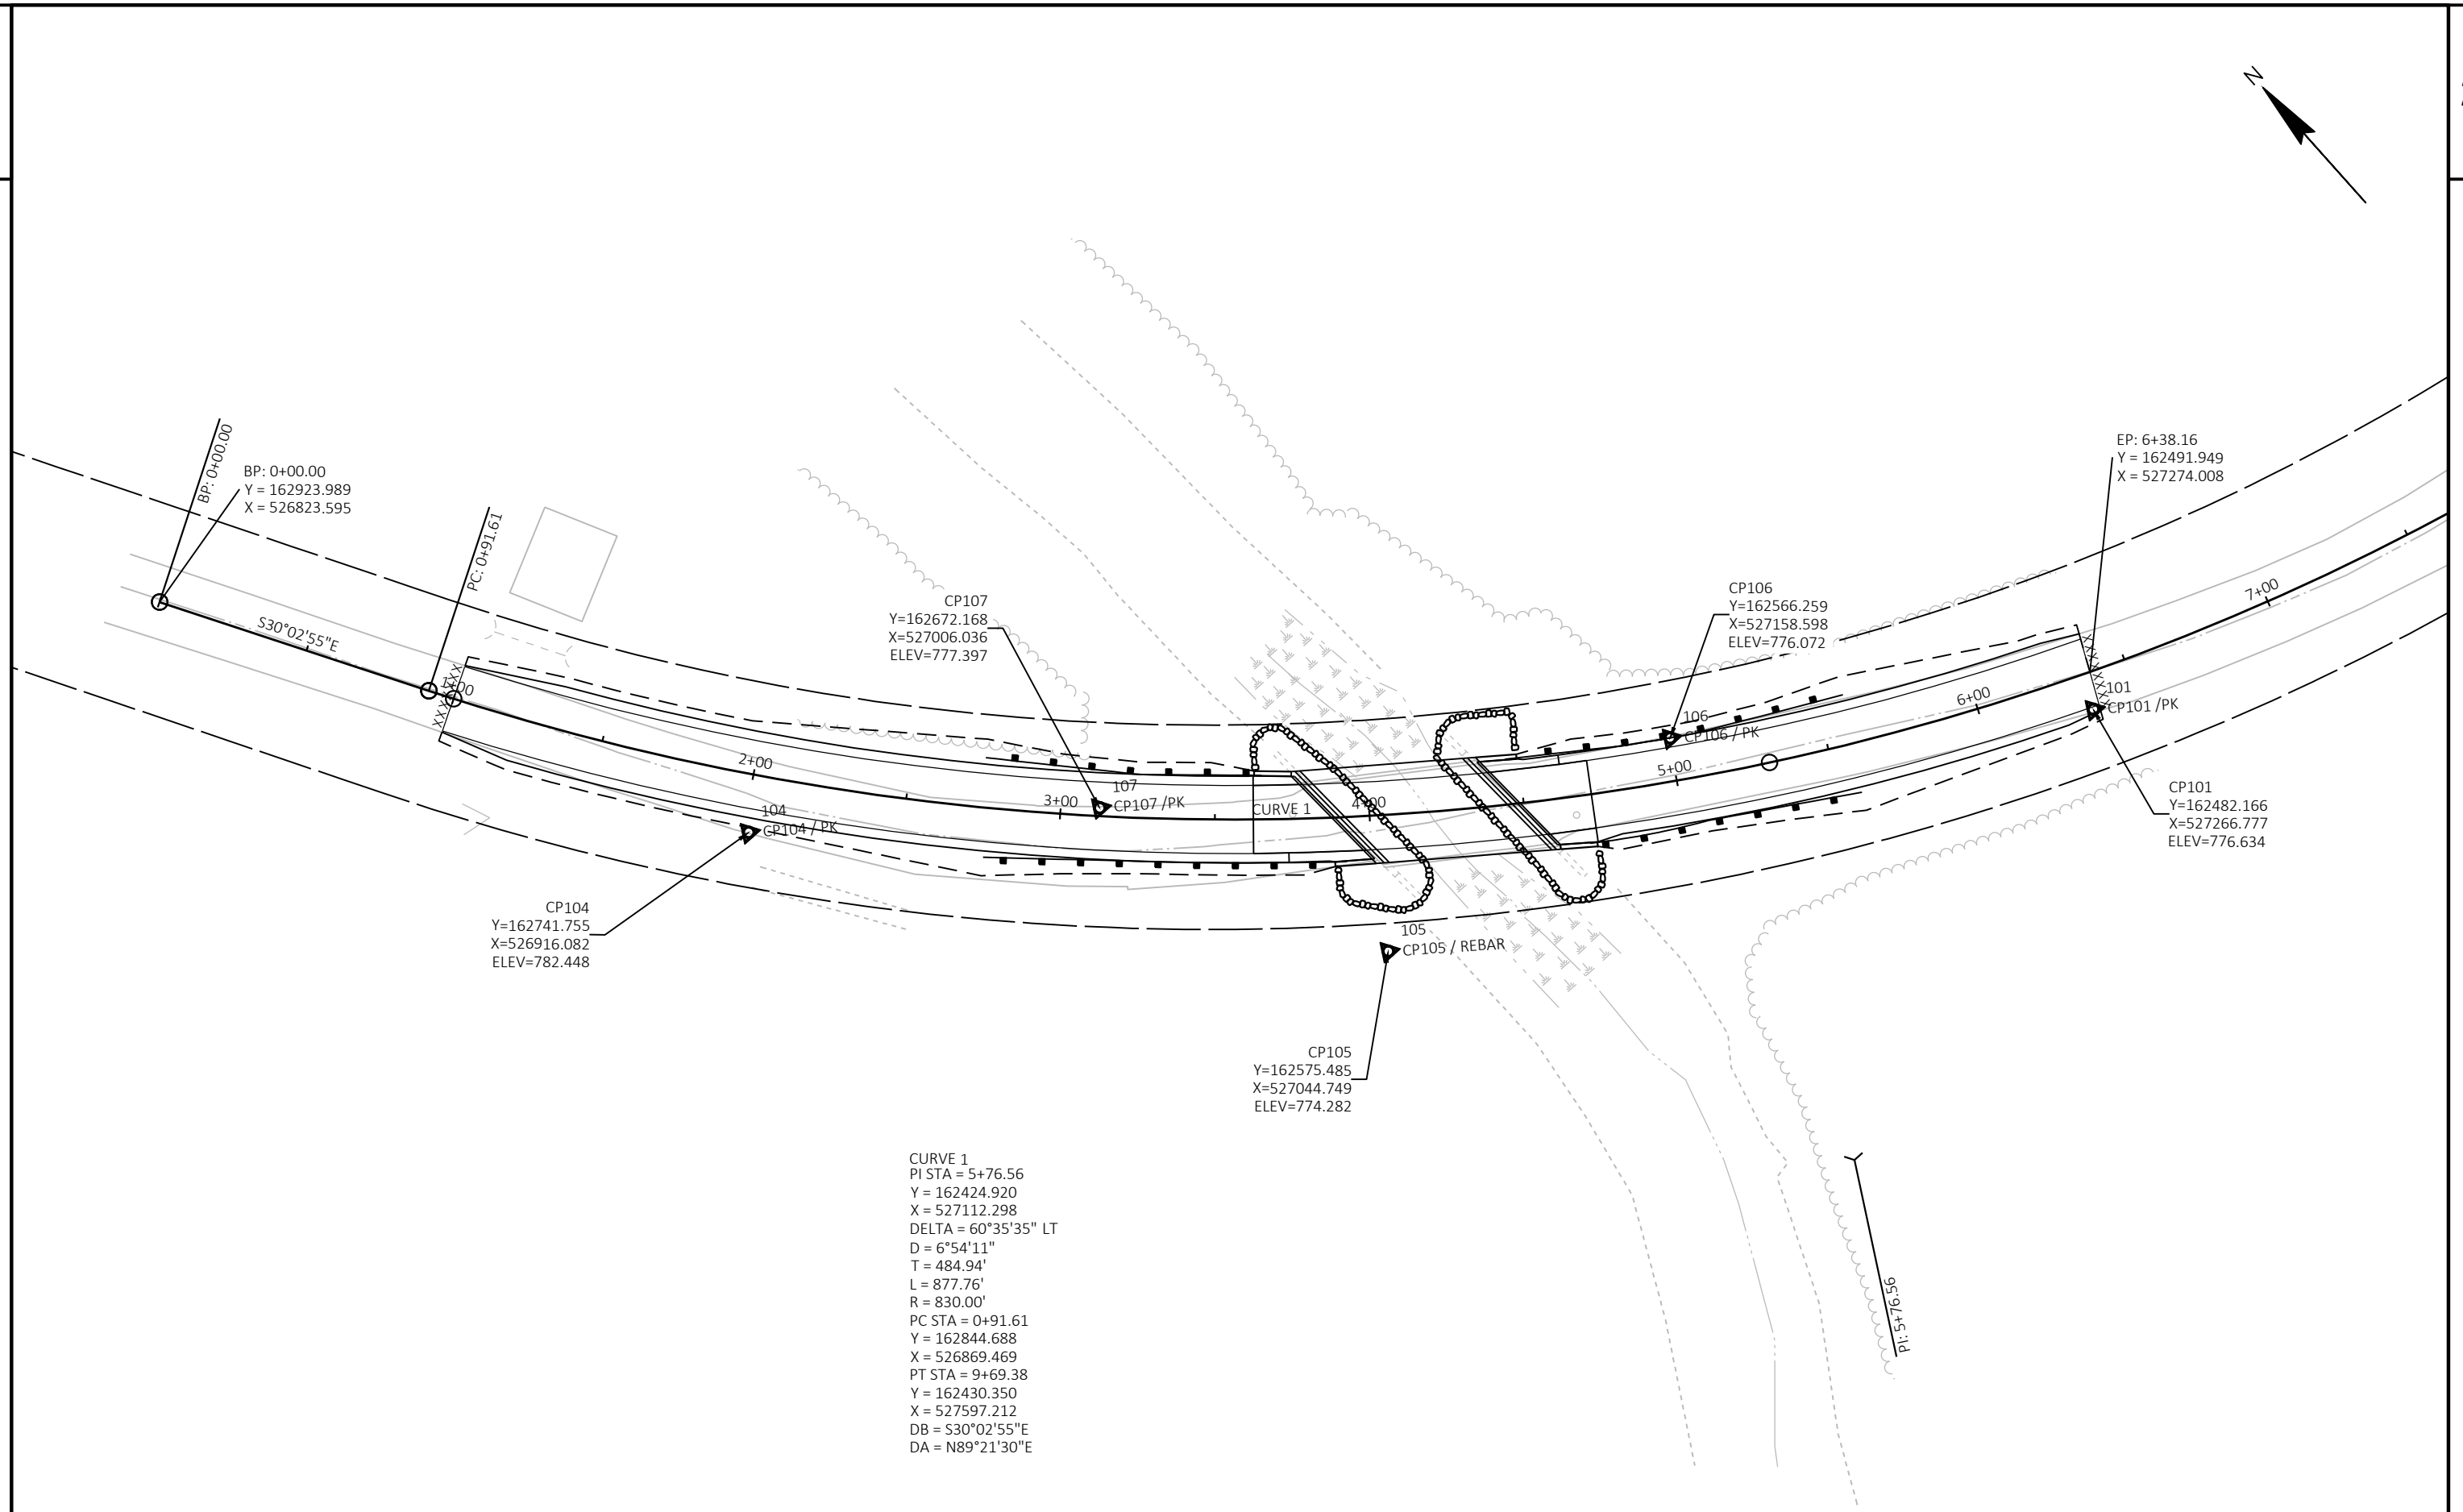 N
BP: 0+00.00
BP: 0+00.00
Y = 162923.989
X = 526823.595
S30°02'55"E
PC: 0+91.61
1+00
XXXXXXX
2+00
3+00
CURVE 1
4+00
5+00
6+00
7+00
EP: 6+38.16
Y = 162491.949
X = 527274.008
CP107
Y=162672.168
X=527006.036
ELEV=777.397
107
CP107 /PK
CP106
Y=162566.259
X=527158.598
ELEV=776.072
106
CP106 / PK
101
CP101 /PK
CP101
Y=162482.166
X=527266.777
ELEV=776.634
104
CP104 / PK
CP104
Y=162741.755
X=526916.082
ELEV=782.448
105
CP105 / REBAR
CP105
Y=162575.485
X=527044.749
ELEV=774.282
PI: 5+76.56
CURVE 1
PI STA = 5+76.56
Y = 162424.920
X = 527112.298
DELTA = 60°35'35" LT
D = 6°54'11"
T = 484.94'
L = 877.76'
R = 830.00'
PC STA = 0+91.61
Y = 162844.688
X = 526869.469
PT STA = 9+69.38
Y = 162430.350
X = 527597.212
DB = S30°02'55"E
DA = N89°21'30"E